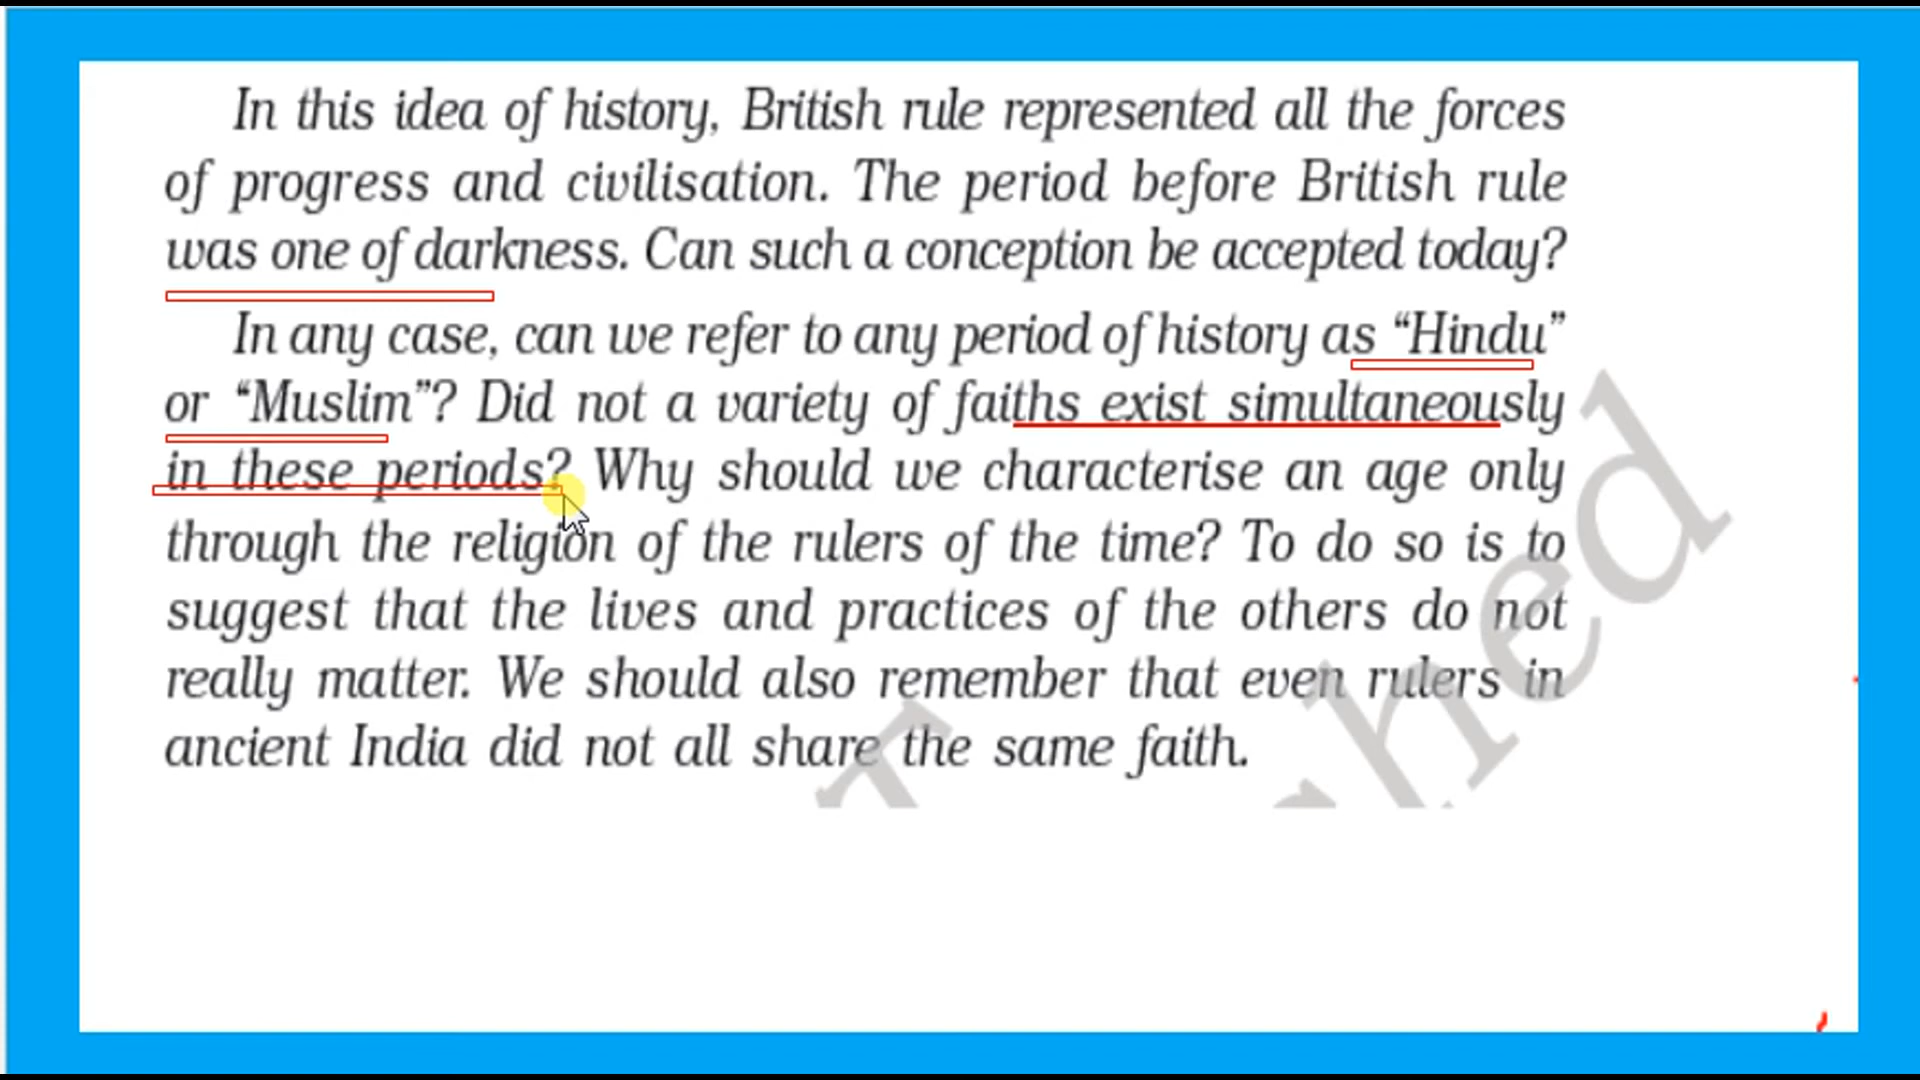 In this idea of history, British rule represented all the forces
of progress and civilisation. The period before British rule
was one of darkness. Can such a conception be accepted today?
In any case, can we refer to any period of history as “Hindu”
or “Muslim”? Did not a variety of faiths exist simultaneously
in these periods? Why should we characterise an age only
through the religion of the rulers of the time? To do so is to
suggest that the lives and practices of the others do not
really matter. We should also remember that even rulers in
ancient India did not all share the same faith.